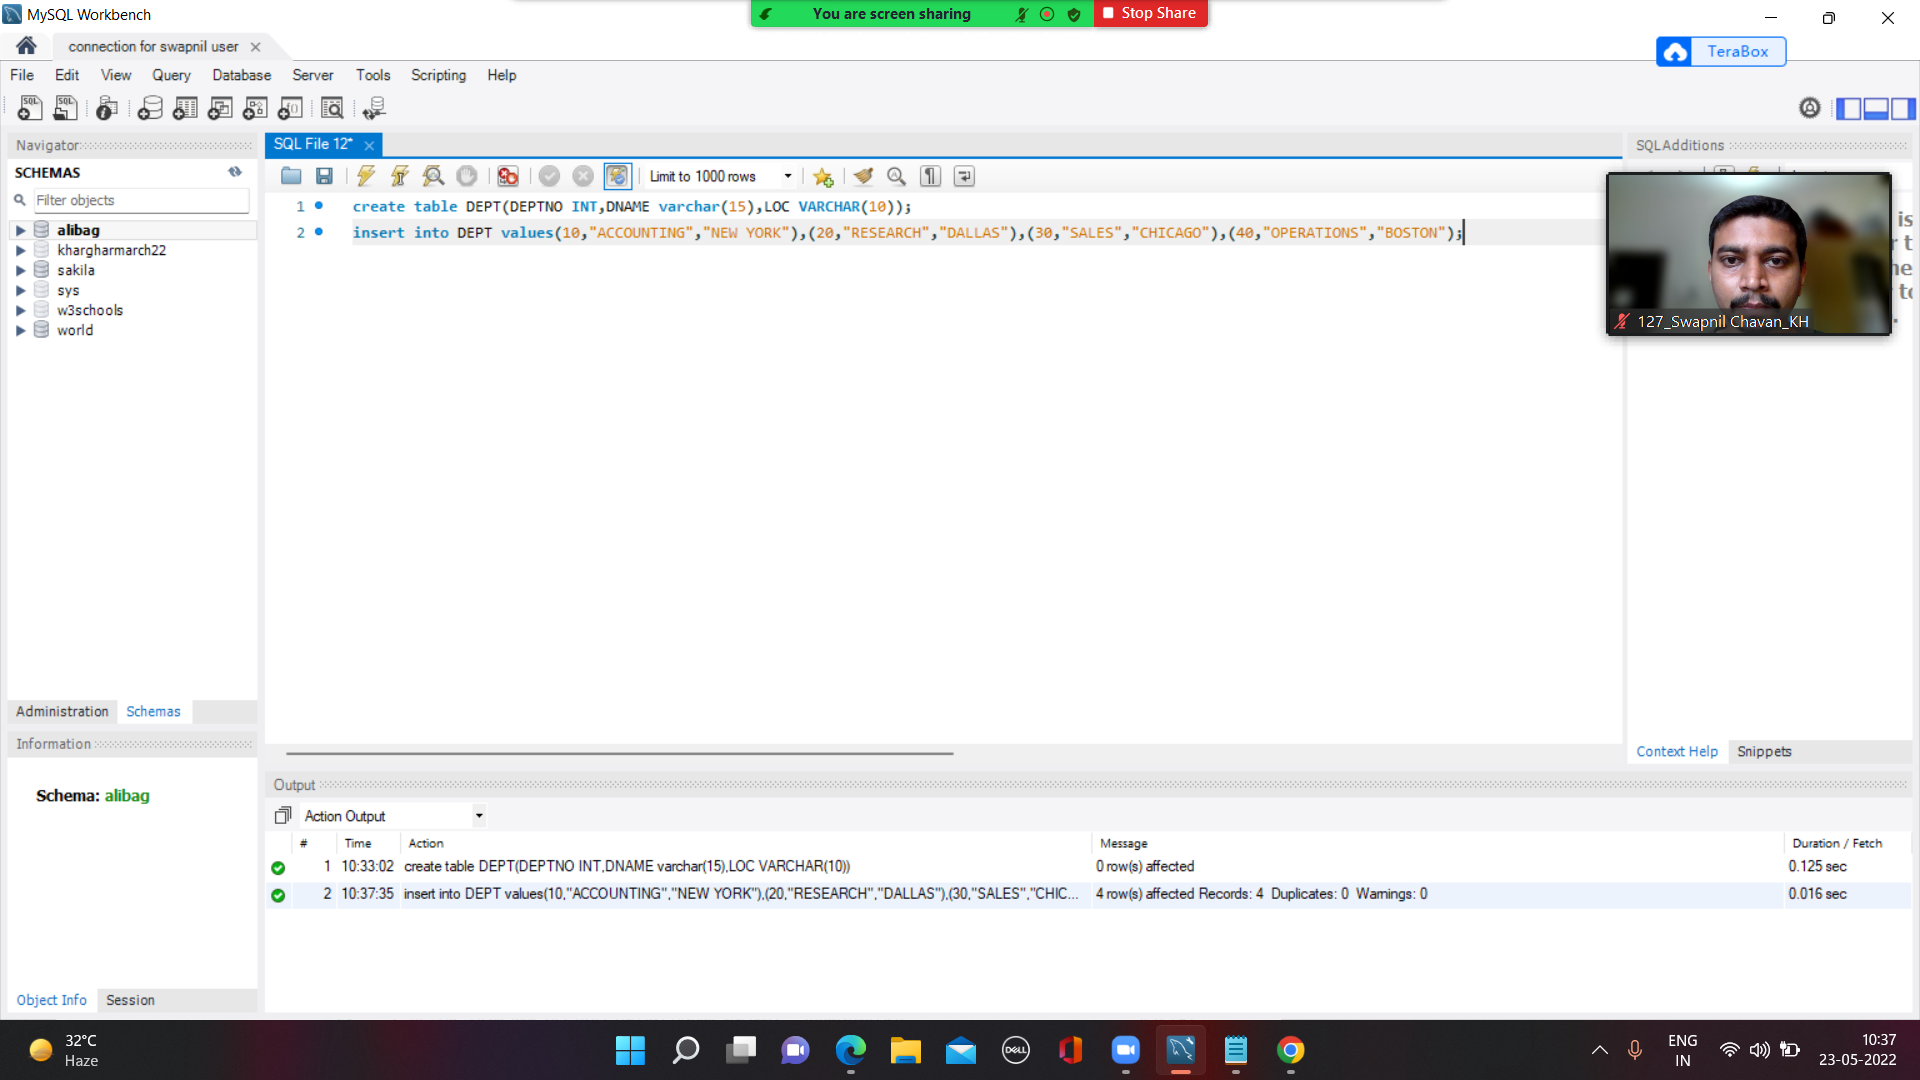 MySQL Workbench
You are screen sharing
Stop Share
connection for swapnil user
TeraBox
File Edit View Query Database Server Tools Scripting Help
Navigator
SQL File 12*
SQLAdditions
SCHEMAS
Filter objects
Limit to 1000 rows
alibag
khargharmarch22
sakila
sys
w3schools
world
1 create table DEPT(DEPTNO INT,DNAME varchar(15),LOC VARCHAR(10));
2 insert into DEPT values(10,"ACCOUNTING","NEW YORK"),(20,"RESEARCH","DALLAS"),(30,"SALES","CHICAGO"),(40,"OPERATIONS","BOSTON");
127_Swapnil Chavan_KH
Administration Schemas
Information
Schema: alibag
Object Info Session
Context Help Snippets
Output
Action Output
# Time Action Message Duration / Fetch
1 10:33:02 create table DEPT(DEPTNO INT,DNAME varchar(15),LOC VARCHAR(10)) 0 row(s) affected 0.125 sec
2 10:37:35 insert into DEPT values(10,"ACCOUNTING","NEW YORK"),(20,"RESEARCH","DALLAS"),(30,"SALES","CHIC... 4 row(s) affected Records: 4 Duplicates: 0 Warnings: 0 0.016 sec
32°C
Haze
DELL
ENG
IN
10:37
23-05-2022